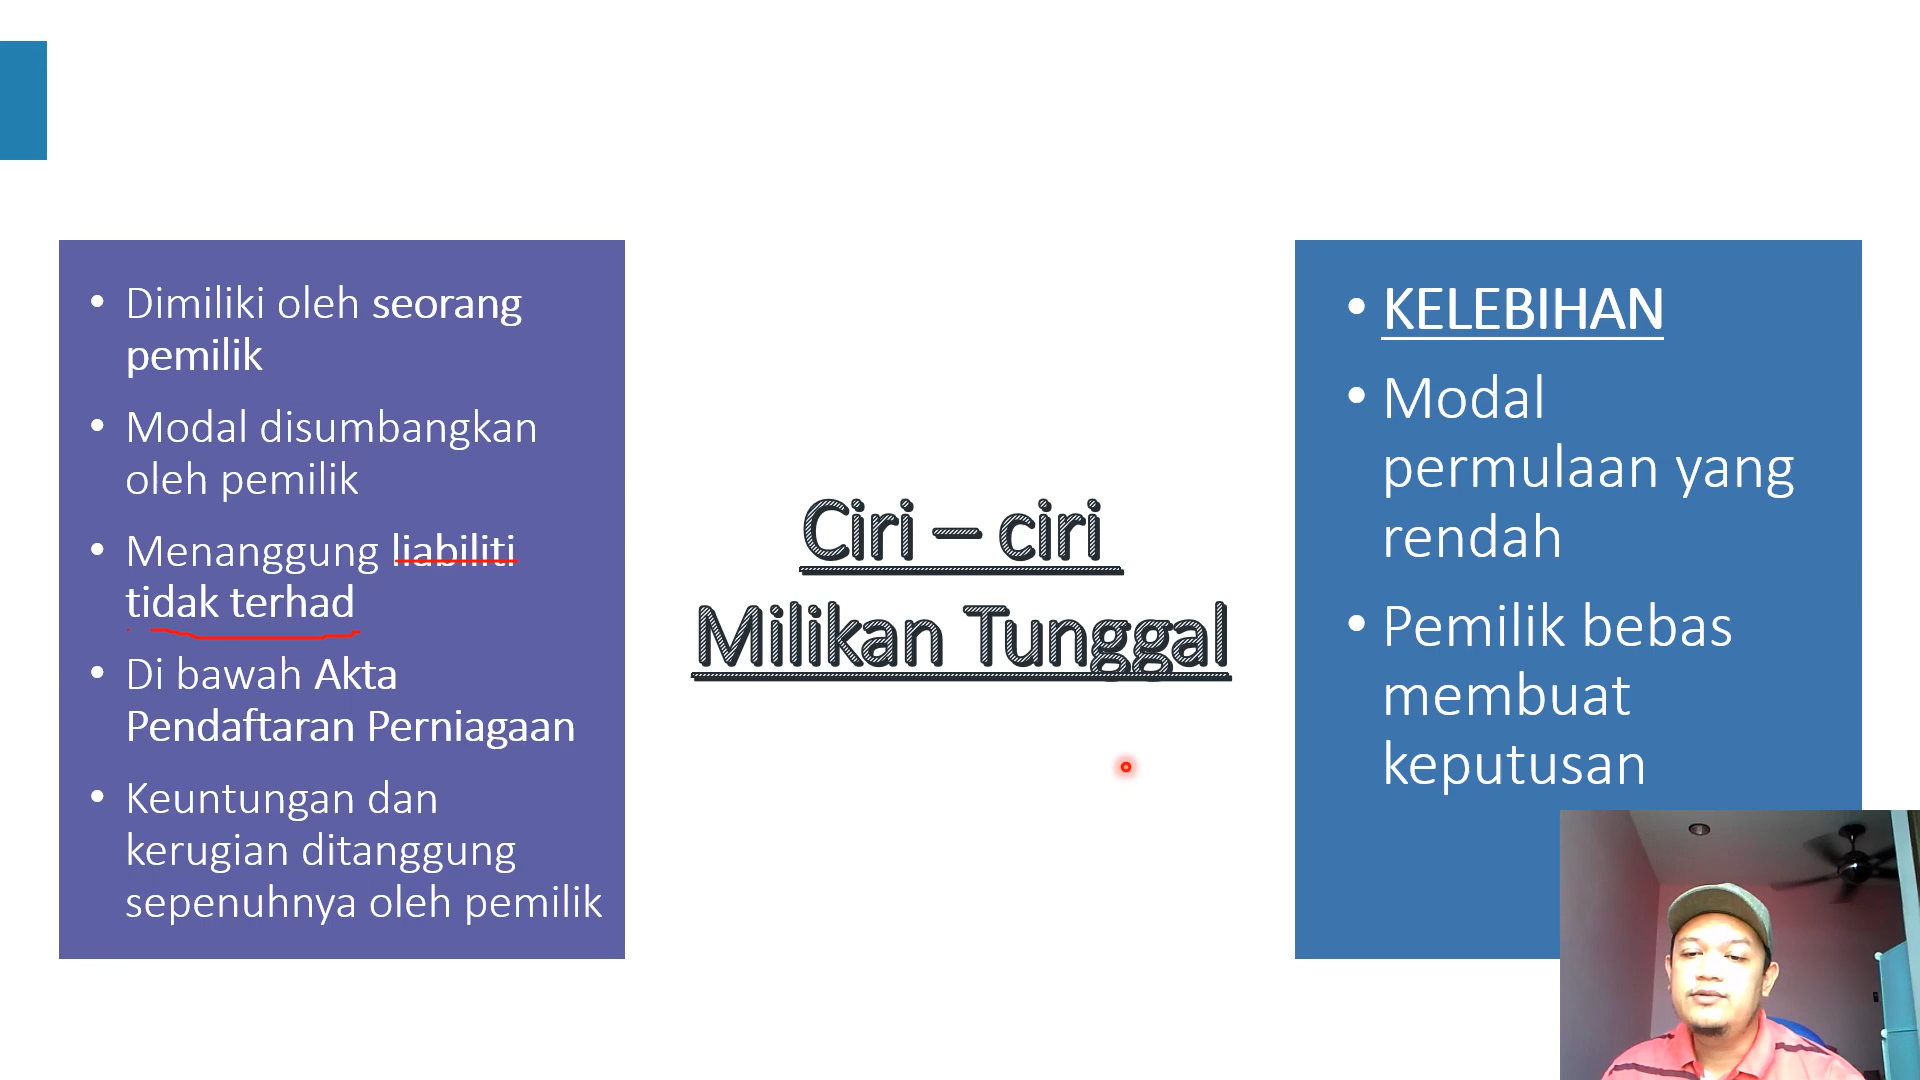 • Dimiliki oleh seorang
pemilik
• Modal disumbangkan
oleh pemilik
• Menanggung liabiliti
tidak terhad
• Di bawah Akta
Pendaftaran Perniagaan
• Keuntungan dan
kerugian ditanggung
sepenuhnya oleh pemilik
Ciri – ciri
Milikan Tunggal
• KELEBIHAN
• Modal
permulaan yang
rendah
• Pemilik bebas
membuat
keputusan